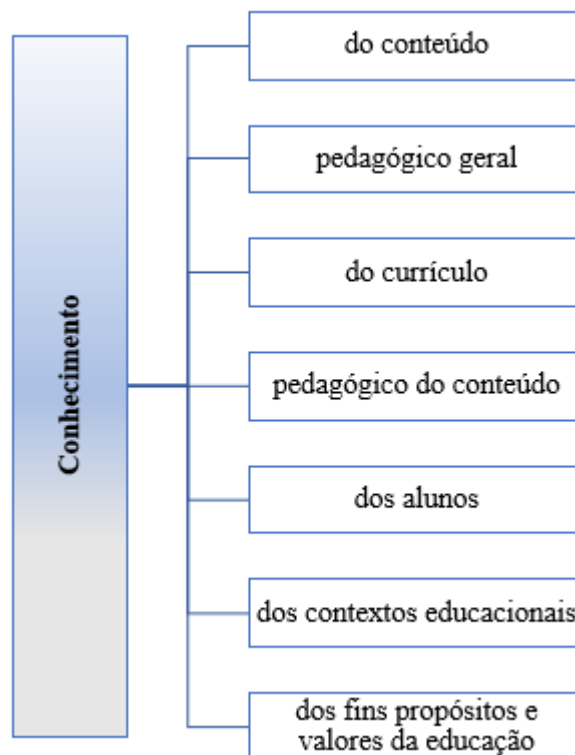 Conhecimento
do conteúdo
pedagógico geral
do currículo
pedagógico do conteúdo
dos alunos
dos contextos educacionais
dos fins propósitos e
valores da educação